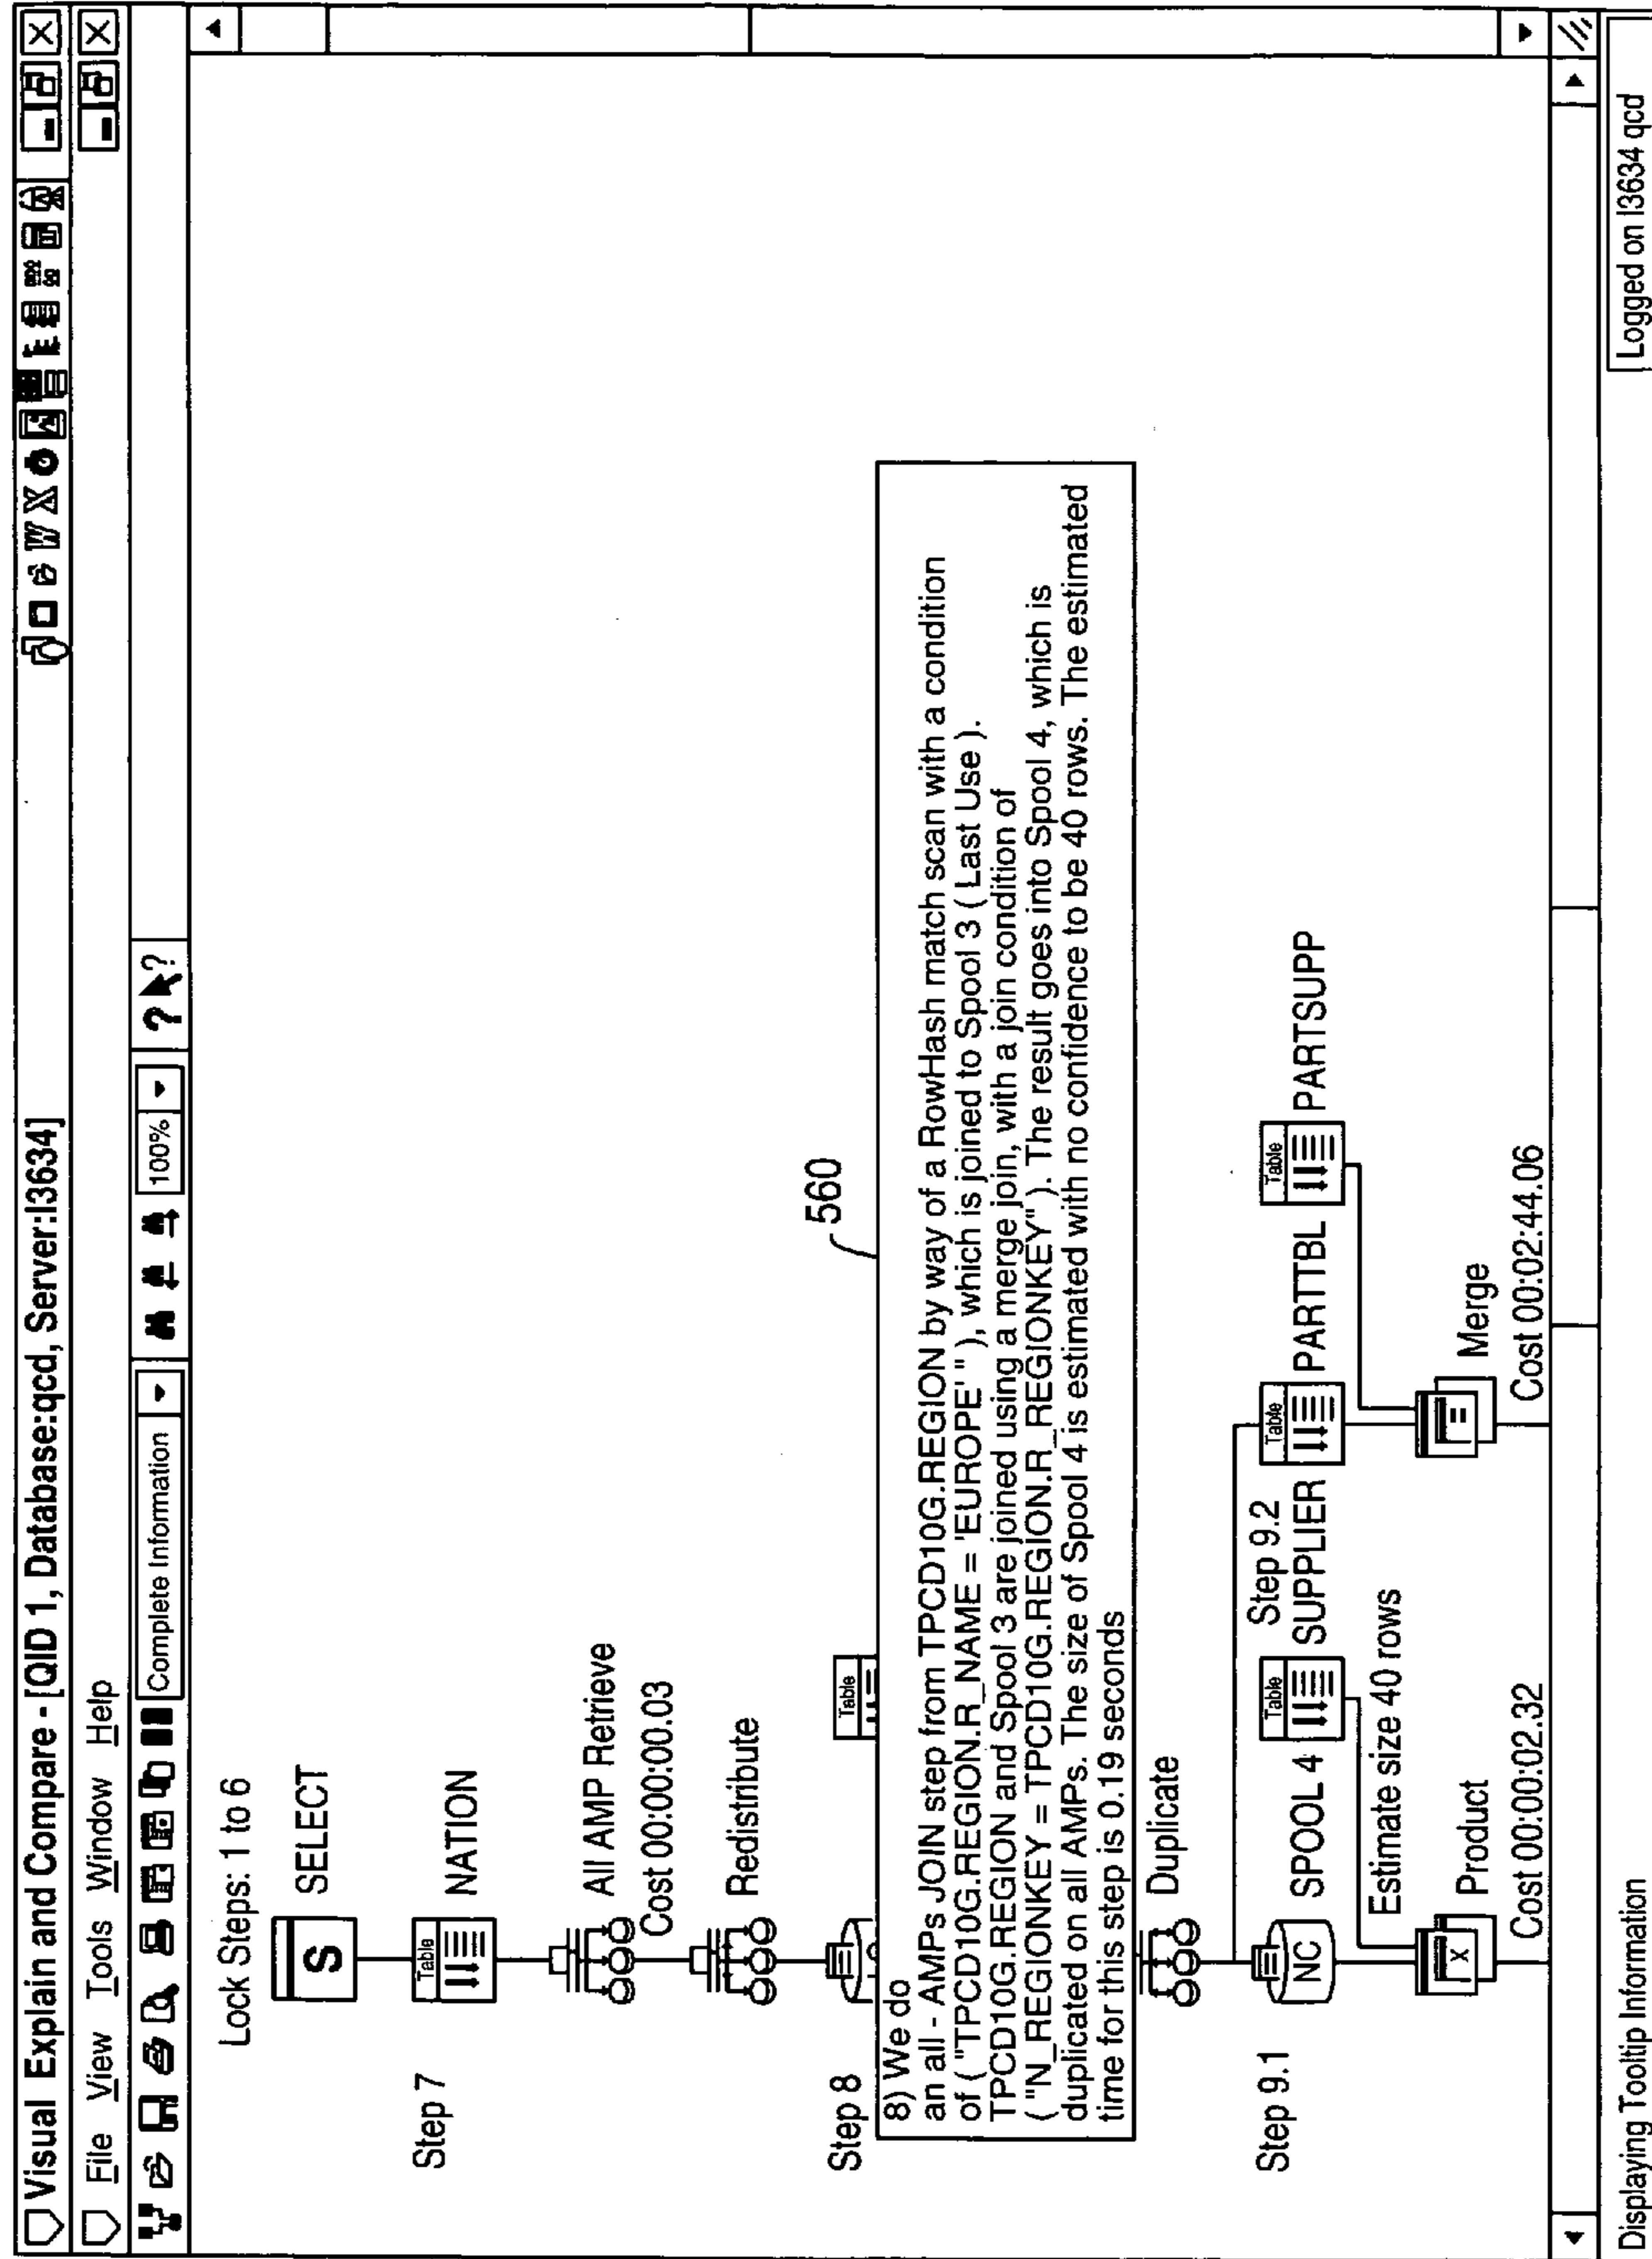 Visual Explain and Compare - [QID 1, Database:qcd, Server:l3634]
File View Tools Window Help
Complete Information 100% ? ?
W X
Lock Steps: 1 to 6
S SELECT
Step 7
Table NATION
All AMP Retrieve
Cost 00:00:00.03
Redistribute
Step 8
Table
560
8) We do
an all - AMPs JOIN step from TPCD10G.REGION by way of a RowHash match scan with a condition
of ( "TPCD10G.REGION.R_NAME = 'EUROPE' " ), which is joined to Spool 3 ( Last Use ).
TPCD10G.REGION and Spool 3 are joined using a merge join, with a join condition of
( "N_REGIONKEY = TPCD10G.REGION.R_REGIONKEY" ). The result goes into Spool 4, which is
duplicated on all AMPs. The size of Spool 4 is estimated with no confidence to be 40 rows. The estimated
time for this step is 0.19 seconds
Duplicate
Step 9.1
Step 9.2
NC SPOOL 4 Table SUPPLIER Table PARTTBL Table PARTSUPP
Estimate size 40 rows
X Product
= Merge
Cost 00:00:02.32
Cost 00:02:44.06
Displaying Tooltip Information
Logged on l3634 qcd